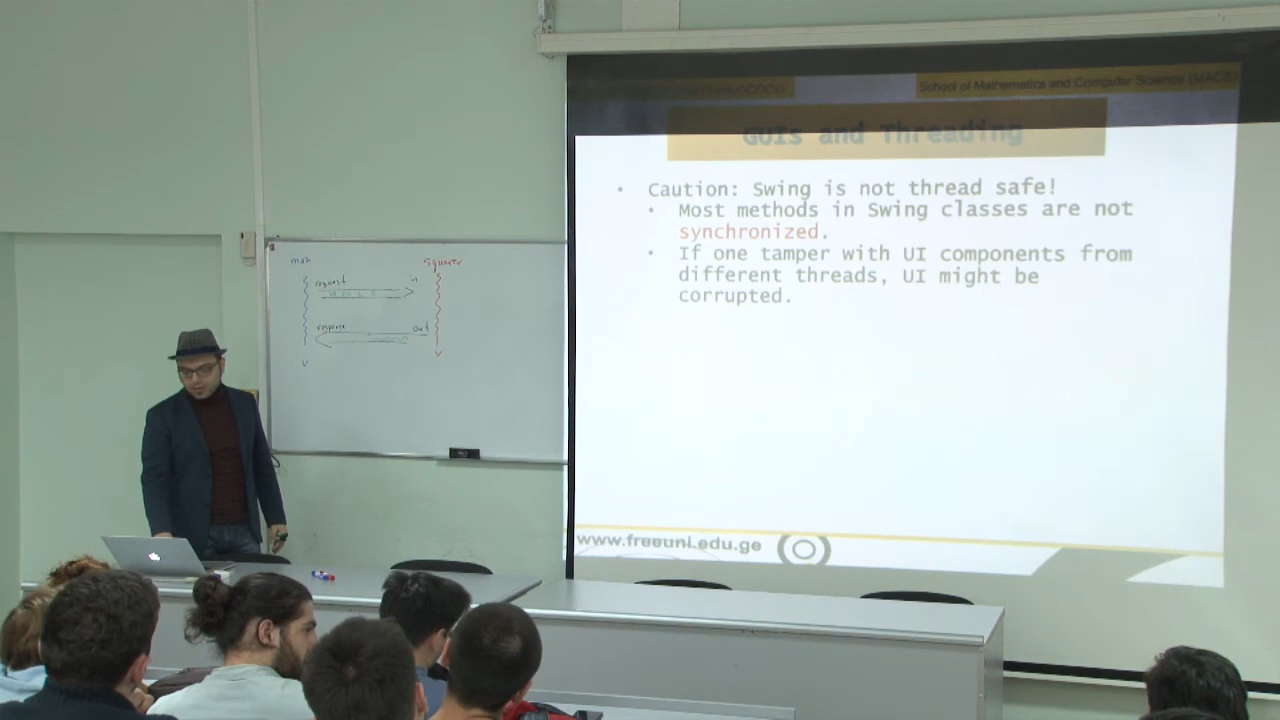 School of Mathematics and Computer Science (MACS
GUIs and Threading
• Caution: Swing is not thread safe!
• Most methods in Swing classes are not
synchronized.
• If one tamper with UI components from
different threads, UI might be
corrupted.
www.freeuni.edu.ge
request
out